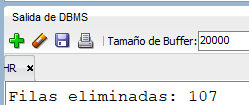 Salida de DBMS
Tamaño de Buffer: 20000
HR
Filas eliminadas: 107